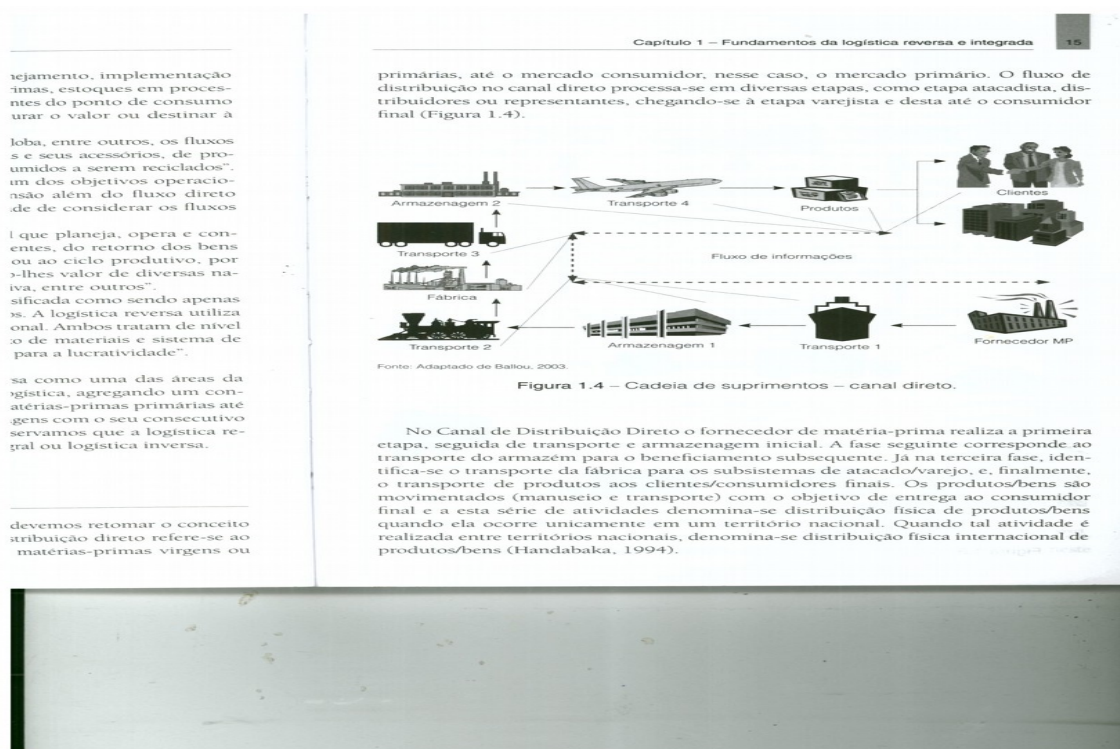 nejamento, implementação
imas, estoques em proces-
ntes do ponto de consumo
urar o valor ou destinar à
loba, entre outros, os fluxos
s e seus acessórios, de pro-
umidos a serem reciclados”.
um dos objetivos operacio-
nsão além do fluxo direto
de de considerar os fluxos
l que planeja, opera e con-
entes, do retorno dos bens
ou ao ciclo produtivo, por
o-lhes valor de diversas na-
iva, entre outros”.
sificada como sendo apenas
os. A logística reversa utiliza
onal. Ambos tratam de nível
o de materiais e sistema de
para a lucratividade”.
sa como uma das áreas da
ogística, agregando um con-
atérias-primas primárias até
gens com o seu consecutivo
servamos que a logística re-
gral ou logística inversa.
devemos retomar o conceito
stribuição direto refere-se ao
matérias-primas virgens ou
Capítulo 1 – Fundamentos da logística reversa e integrada 15
primárias, até o mercado consumidor, nesse caso, o mercado primário. O fluxo de
distribuição no canal direto processa-se em diversas etapas, como etapa atacadista, dis-
tribuidores ou representantes, chegando-se à etapa varejista e desta até o consumidor
final (Figura 1.4).
Armazenagem 2
Transporte 4
Produtos
Clientes
Transporte 3
Fluxo de informações
Fábrica
Transporte 2
Armazenagem 1
Transporte 1
Fornecedor MP
Fonte: Adaptado de Ballou, 2003.
Figura 1.4 – Cadeia de suprimentos – canal direto.
No Canal de Distribuição Direto o fornecedor de matéria-prima realiza a primeira
etapa, seguida de transporte e armazenagem inicial. A fase seguinte corresponde ao
transporte do armazém para o beneficiamento subsequente. Já na terceira fase, iden-
tifica-se o transporte da fábrica para os subsistemas de atacado/varejo, e, finalmente,
o transporte de produtos aos clientes/consumidores finais. Os produtos/bens são
movimentados (manuseio e transporte) com o objetivo de entrega ao consumidor
final e a esta série de atividades denomina-se distribuição física de produtos/bens
quando ela ocorre unicamente em um território nacional. Quando tal atividade é
realizada entre territórios nacionais, denomina-se distribuição física internacional de
produtos/bens (Handabaka, 1994).